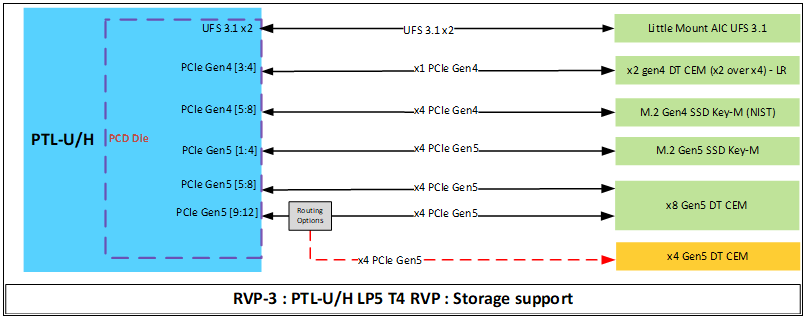 UFS 3.1 x2
UFS 3.1 x2
Little Mount AIC UFS 3.1
PCIe Gen4 [3:4]
x1 PCIe Gen4
x2 gen4 DT CEM (x2 over x4) - LR
PCIe Gen4 [5:8]
x4 PCIe Gen4
M.2 Gen4 SSD Key-M (NIST)
PTL-U/H
PCD Die
PCIe Gen5 [1:4]
x4 PCIe Gen5
M.2 Gen5 SSD Key-M
PCIe Gen5 [5:8]
x4 PCIe Gen5
x8 Gen5 DT CEM
PCIe Gen5 [9:12]
Routing
Options
x4 PCIe Gen5
x4 PCIe Gen5
x4 Gen5 DT CEM
RVP-3 : PTL-U/H LP5 T4 RVP : Storage support